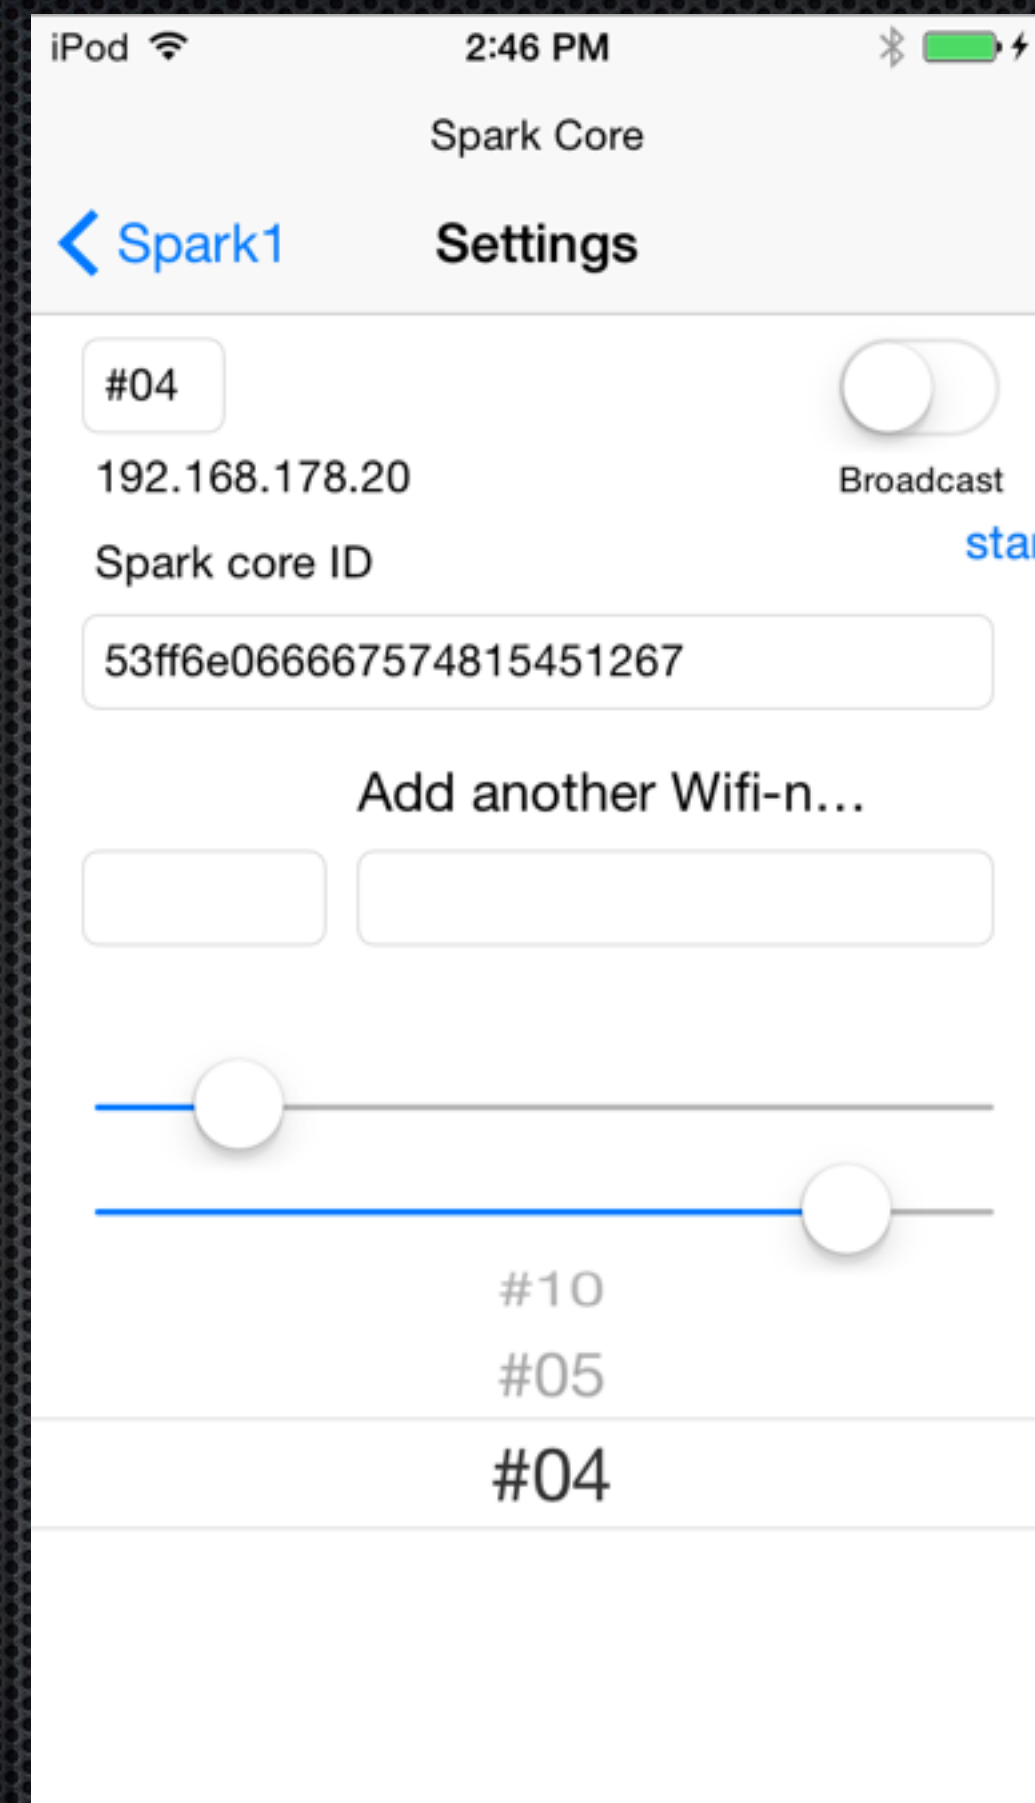 iPod 2:46 PM
Spark Core
Spark1 Settings
#04
192.168.178.20
Broadcast
Spark core ID
star
53ff6e066667574815451267
Add another Wifi-n...
#10
#05
#04